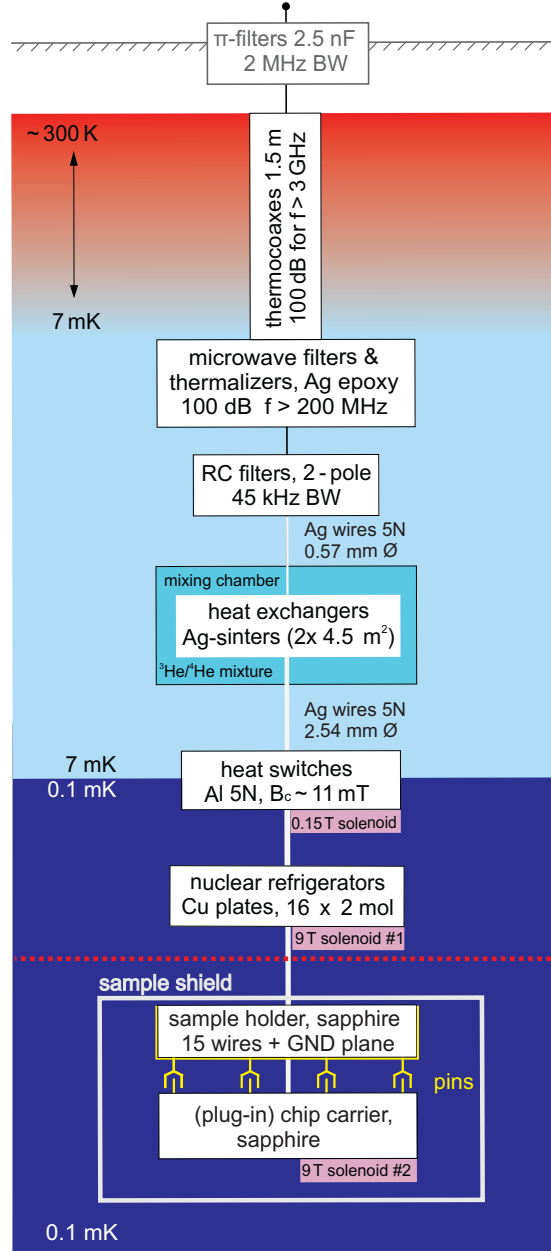 π-filters 2.5 nF
2 MHz BW
~ 300 K
thermocoaxes 1.5 m
100 dB for f > 3 GHz
7 mK
microwave filters &
thermalizers, Ag epoxy
100 dB f > 200 MHz
RC filters, 2 - pole
45 kHz BW
Ag wires 5N
0.57 mm Ø
mixing chamber
heat exchangers
Ag-sinters (2x 4.5 m²)
³He/⁴He mixture
Ag wires 5N
2.54 mm Ø
7 mK
0.1 mK
heat switches
Al 5N, Bc ~ 11 mT
0.15 T solenoid
nuclear refrigerators
Cu plates, 16 x 2 mol
9 T solenoid #1
sample shield
sample holder, sapphire
15 wires + GND plane
pins
(plug-in) chip carrier,
sapphire
9 T solenoid #2
0.1 mK